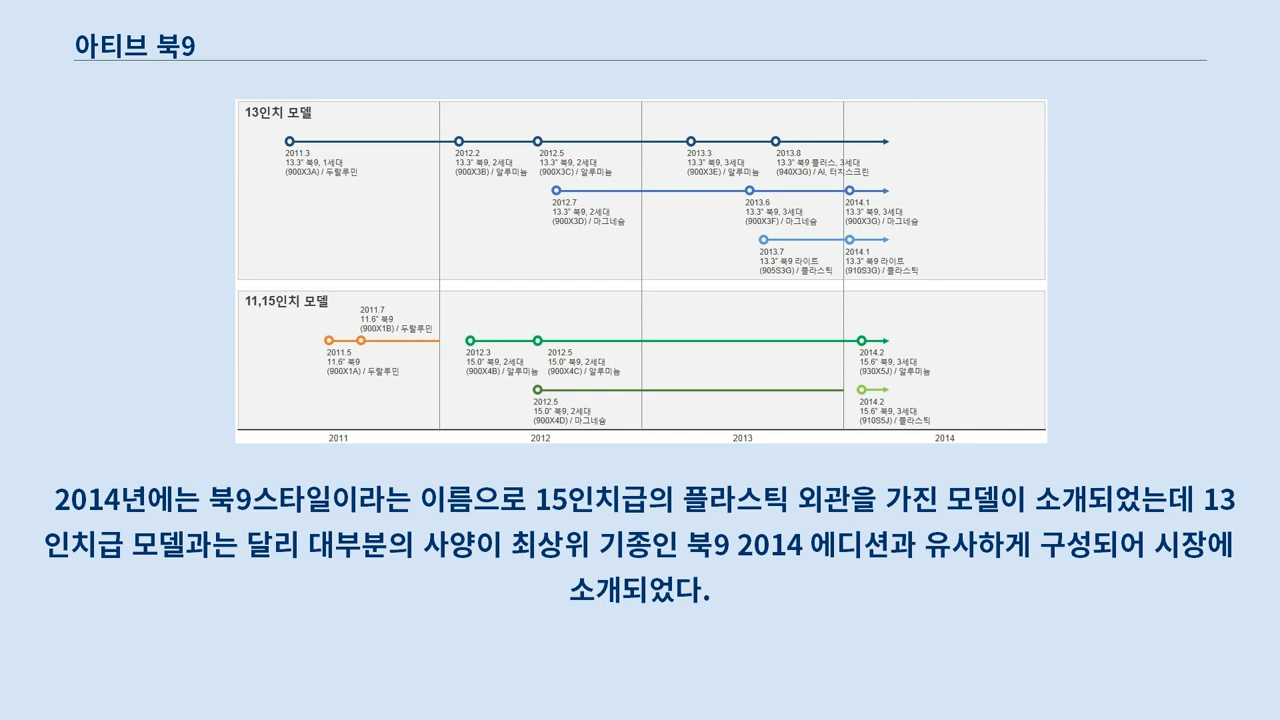 아티브 북9
13인치 모델
2011.3
13.3" 북9, 1세대
(900X3A) / 두랄루민
2012.2
13.3" 북9, 2세대
(900X3B) / 알루미늄
2012.5
13.3" 북9, 2세대
(900X3C) / 알루미늄
2013.3
13.3" 북9, 3세대
(900X3E) / 알루미늄
2013.8
13.3" 북9 플러스, 3세대
(940X3G) / Al, 터치스크린
2012.7
13.3" 북9, 2세대
(900X3D) / 마그네슘
2013.6
13.3" 북9, 3세대
(900X3F) / 마그네슘
2014.1
13.3" 북9, 3세대
(900X3G) / 마그네슘
2013.7
13.3" 북9 라이트
(905S3G) / 플라스틱
2014.1
13.3" 북9 라이트
(910S3G) / 플라스틱
11,15인치 모델
2011.7
11.6" 북9
(900X1B) / 두랄루민
2011.5
11.6" 북9
(900X1A) / 두랄루민
2012.3
15.0" 북9, 2세대
(900X4B) / 알루미늄
2012.5
15.0" 북9, 2세대
(900X4C) / 알루미늄
2014.2
15.6" 북9, 3세대
(930X5J) / 알루미늄
2012.5
15.0" 북9, 2세대
(900X4D) / 마그네슘
2014.2
15.6" 북9, 3세대
(910S5J) / 플라스틱
2011
2012
2013
2014
2014년에는 북9스타일이라는 이름으로 15인치급의 플라스틱 외관을 가진 모델이 소개되었는데 13
인치급 모델과는 달리 대부분의 사양이 최상위 기종인 북9 2014 에디션과 유사하게 구성되어 시장에
소개되었다.